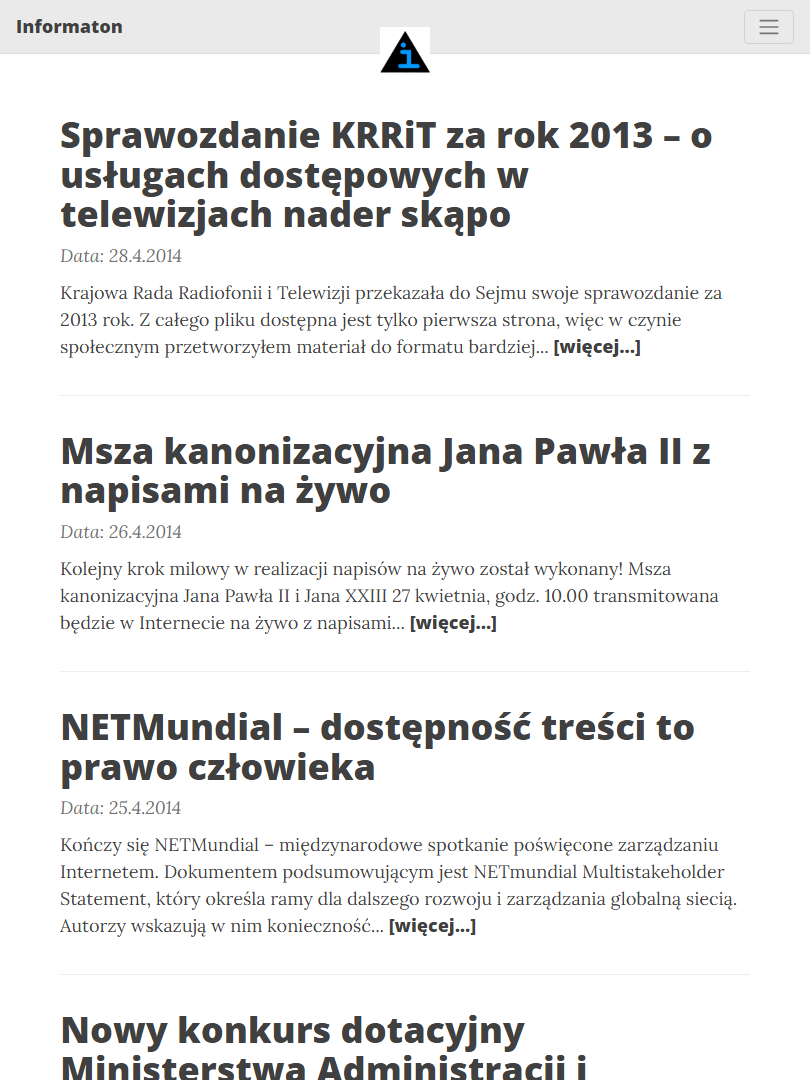 Informaton
i
Sprawozdanie KRRiT za rok 2013 – o
usługach dostępowych w
telewizjach nader skąpo
Data: 28.4.2014
Krajowa Rada Radiofonii i Telewizji przekazała do Sejmu swoje sprawozdanie za
2013 rok. Z całego pliku dostępna jest tylko pierwsza strona, więc w czynie
społecznym przetworzyłem materiał do formatu bardziej... [więcej...]
Msza kanonizacyjna Jana Pawła II z
napisami na żywo
Data: 26.4.2014
Kolejny krok milowy w realizacji napisów na żywo został wykonany! Msza
kanonizacyjna Jana Pawła II i Jana XXIII 27 kwietnia, godz. 10.00 transmitowana
będzie w Internecie na żywo z napisami... [więcej...]
NETMundial – dostępność treści to
prawo człowieka
Data: 25.4.2014
Kończy się NETMundial – międzynarodowe spotkanie poświęcone zarządzaniu
Internetem. Dokumentem podsumowującym jest NETmundial Multistakeholder
Statement, który określa ramy dla dalszego rozwoju i zarządzania globalną siecią.
Autorzy wskazują w nim konieczność... [więcej...]
Nowy konkurs dotacyjny
Ministerstwa Administracji i